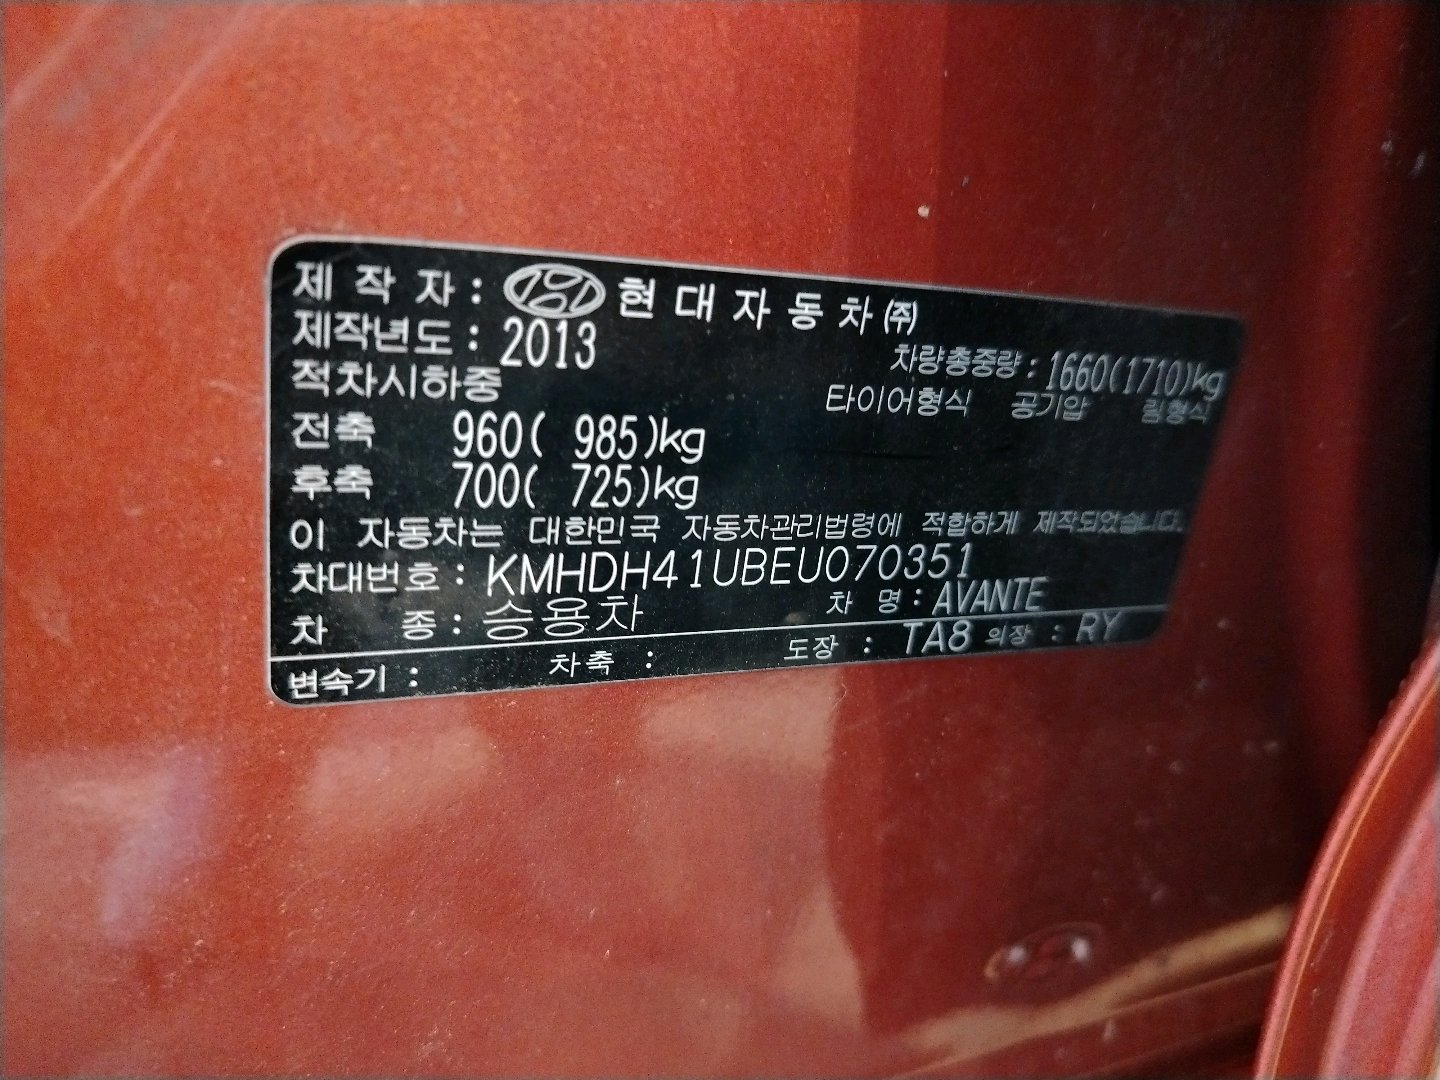 제 작 자 : 현 대 자 동 차 ㈜
제작년도 : 2013
차량총중량 : 1660(1710)kg
적차시하중
타이어형식 공기압 림형식
전축 960( 985)kg
후축 700( 725)kg
이 자동차는 대한민국 자동차관리법령에 적합하게 제작되었습니다.
차대번호 : KMHDH41UBEU070351
차 종 : 승용차 차 명 : AVANTE
변속기 : 차축 : 도장 : TA8 의장 : RY